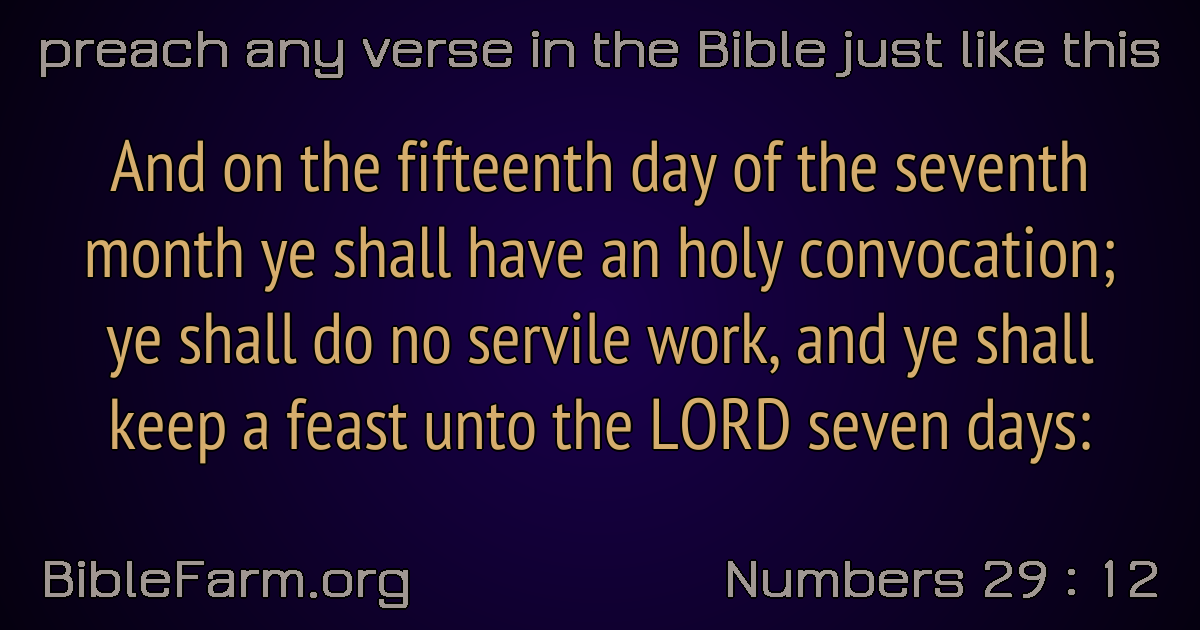 preach any verse in the Bible just like this
And on the fifteenth day of the seventh
month ye shall have an holy convocation;
ye shall do no servile work, and ye shall
keep a feast unto the LORD seven days:
BibleFarm.org
Numbers 29 : 12